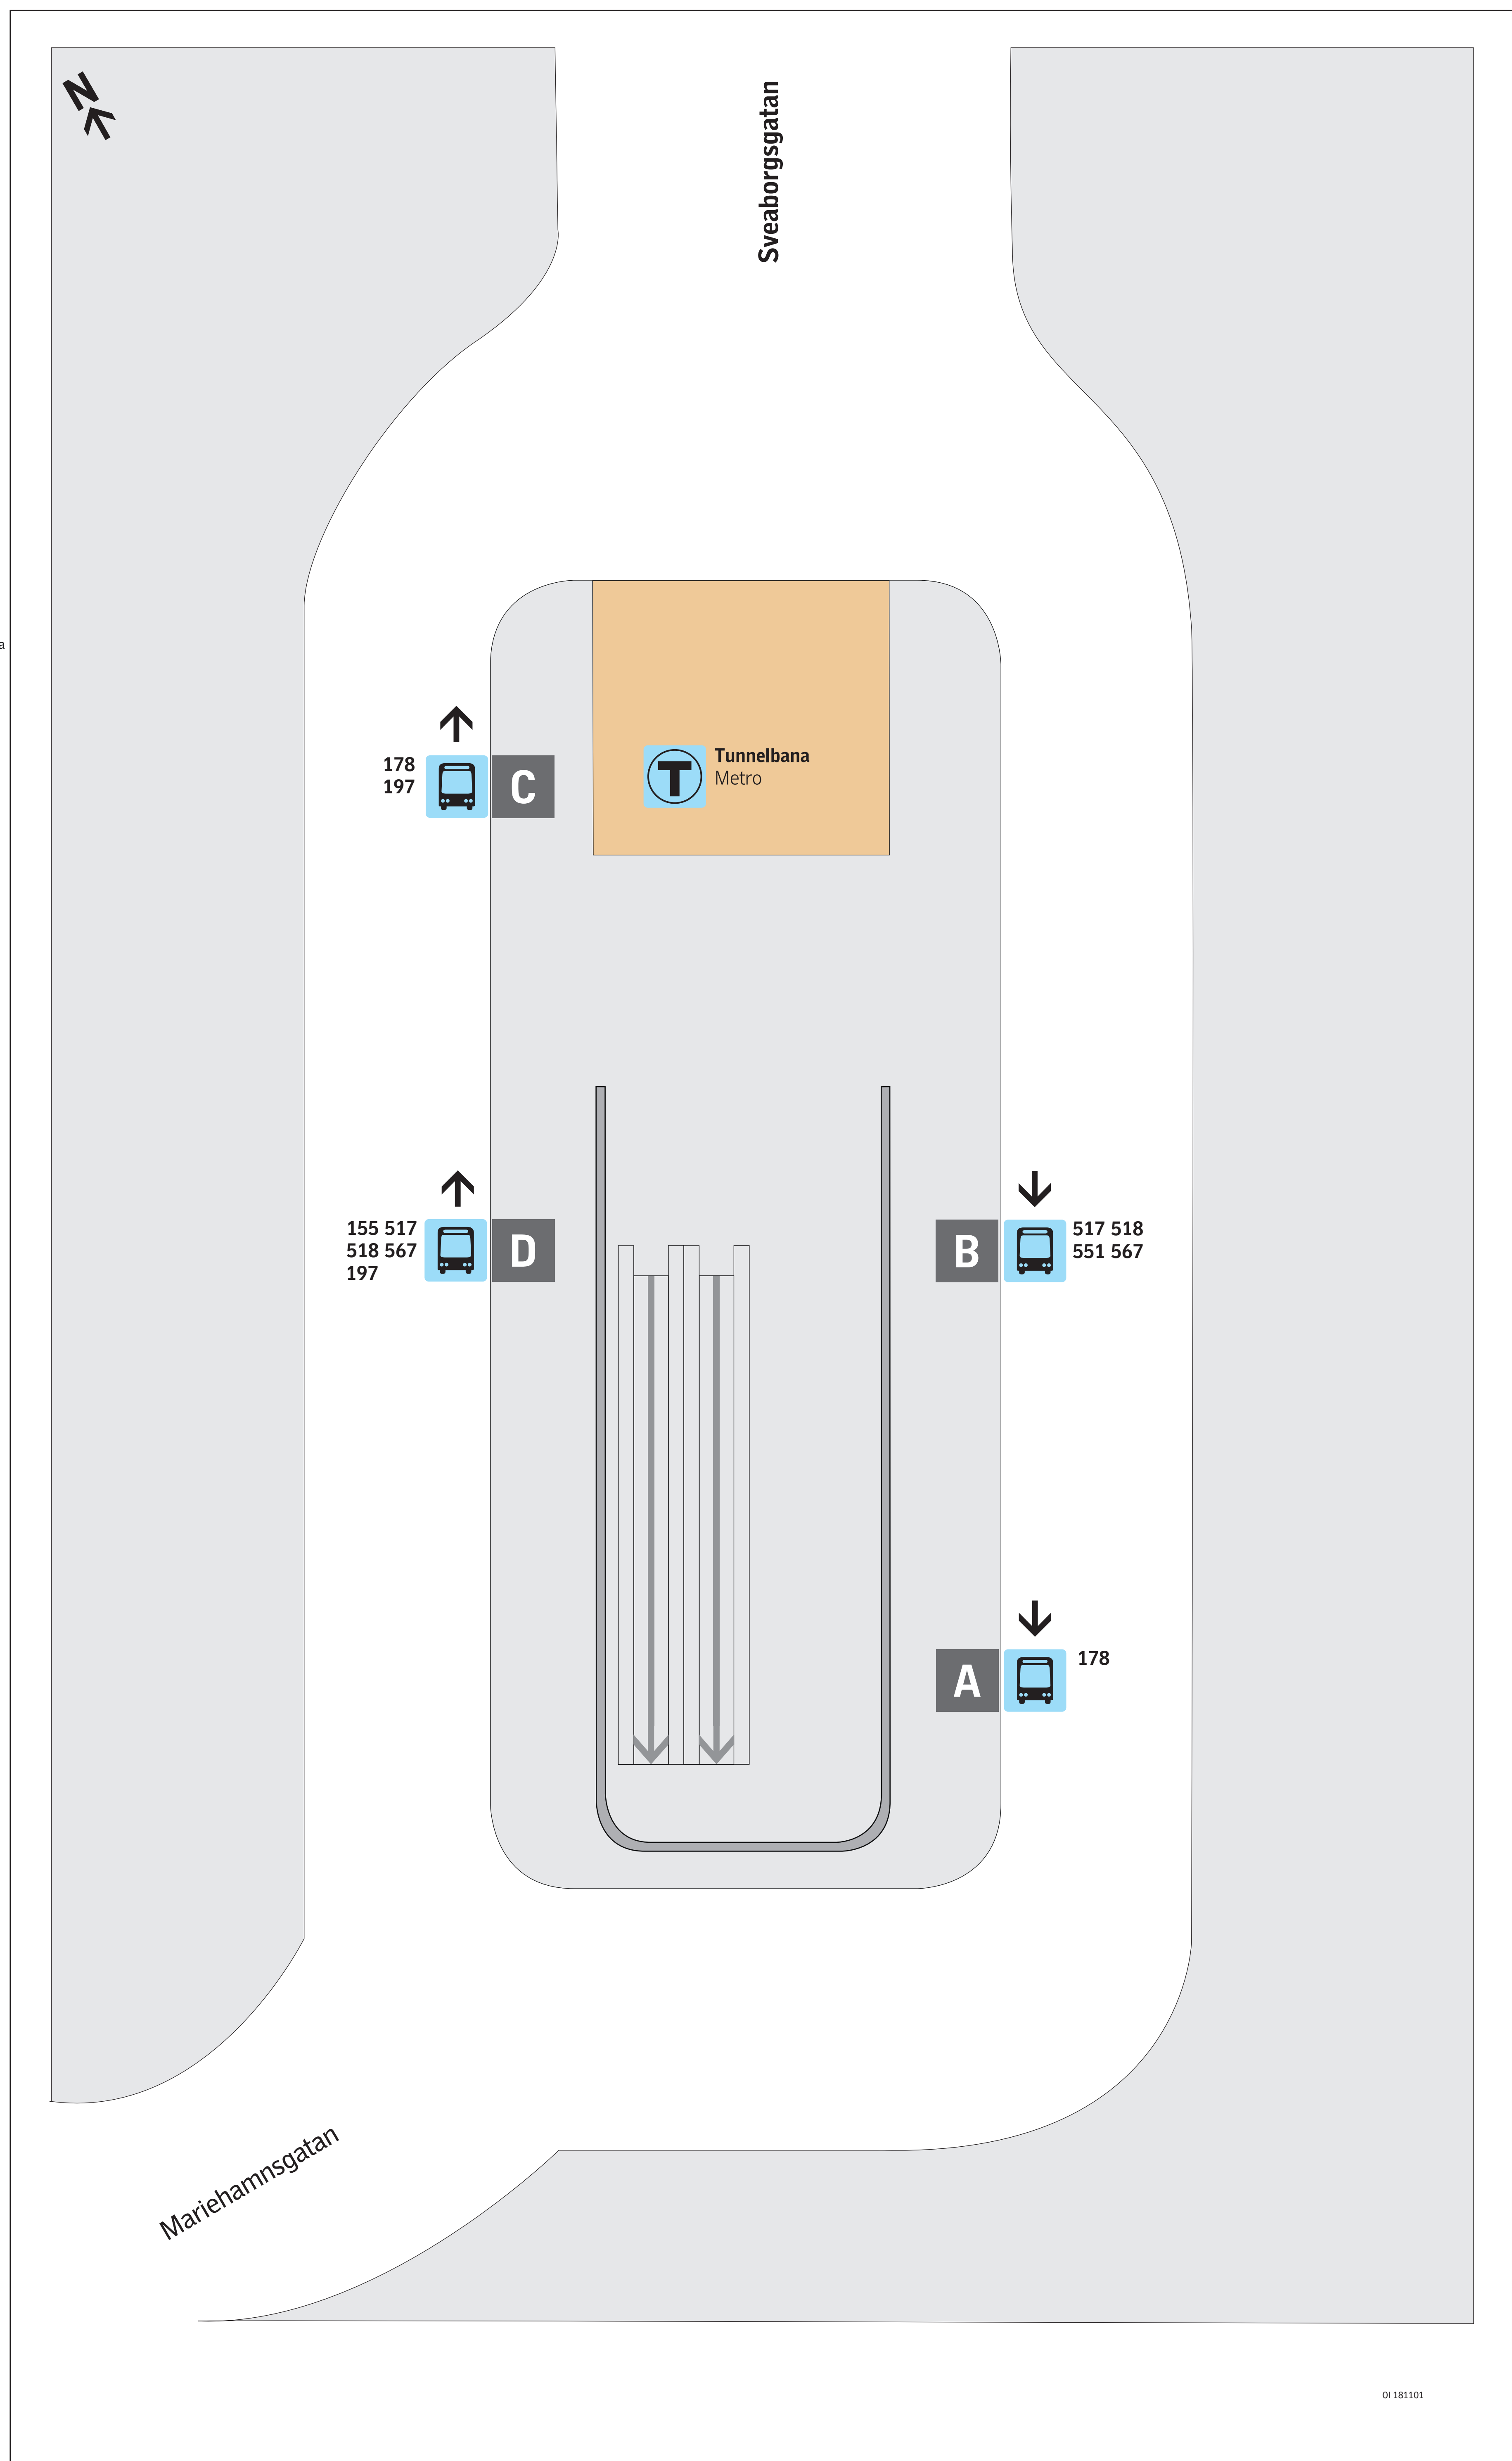 N
Sveaborgsgatan
a
178
197
C
T
Tunnelbana
Metro
155 517
518 567
197
D
B
517 518
551 567
A
178
Mariehamnsgatan
OI 181101